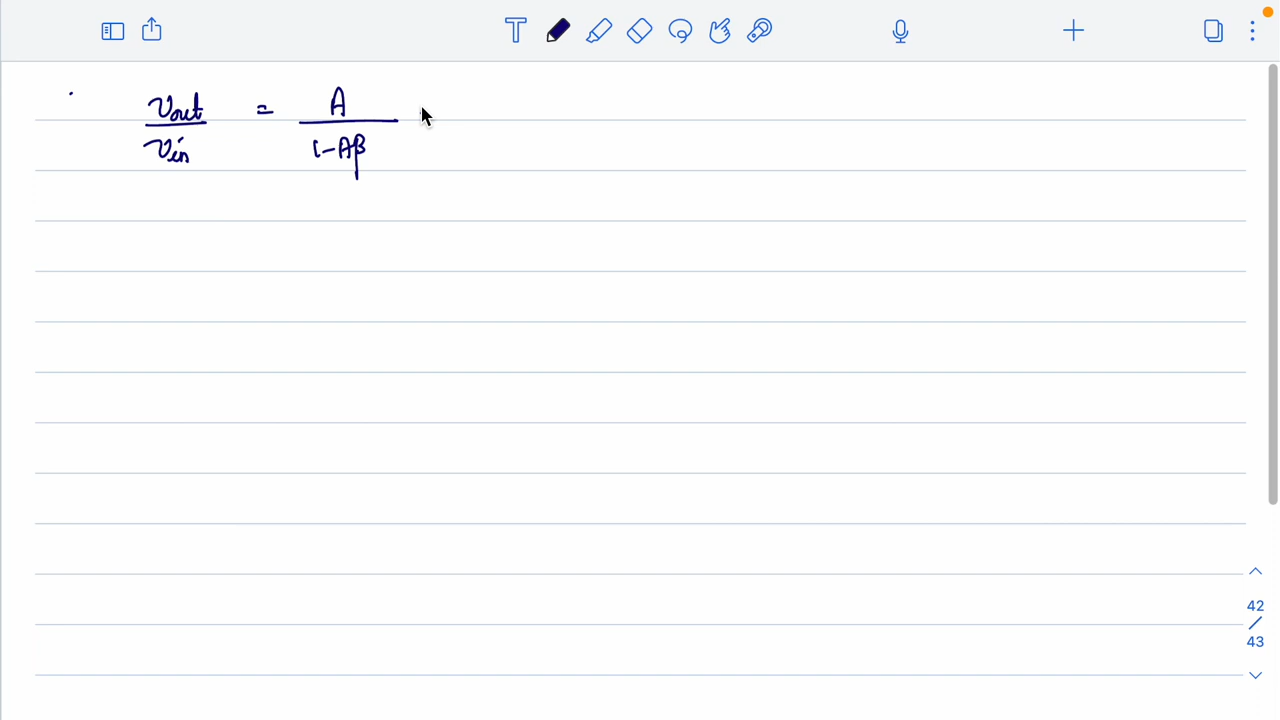 Vout / Vin = A / 1-Aβ
42
/
43